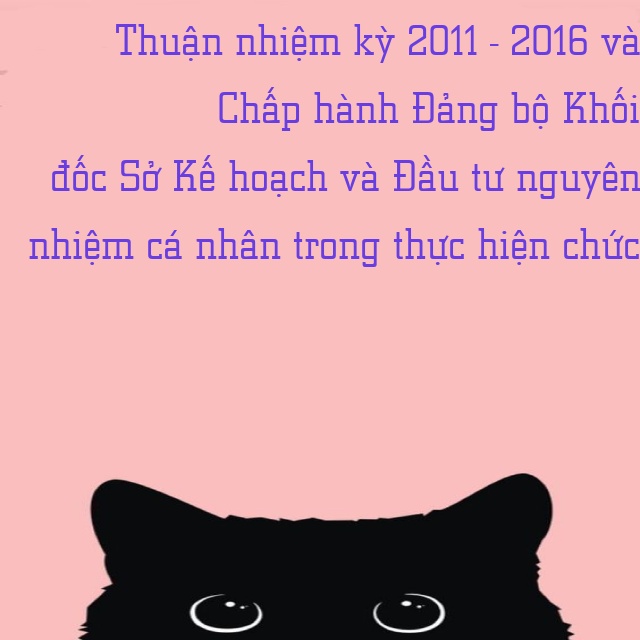 Thuận nhiệm kỳ 2011 - 2016 và
Chấp hành Đảng bộ Khối
đốc Sở Kế hoạch và Đầu tư nguyên
nhiệm cá nhân trong thực hiện chức